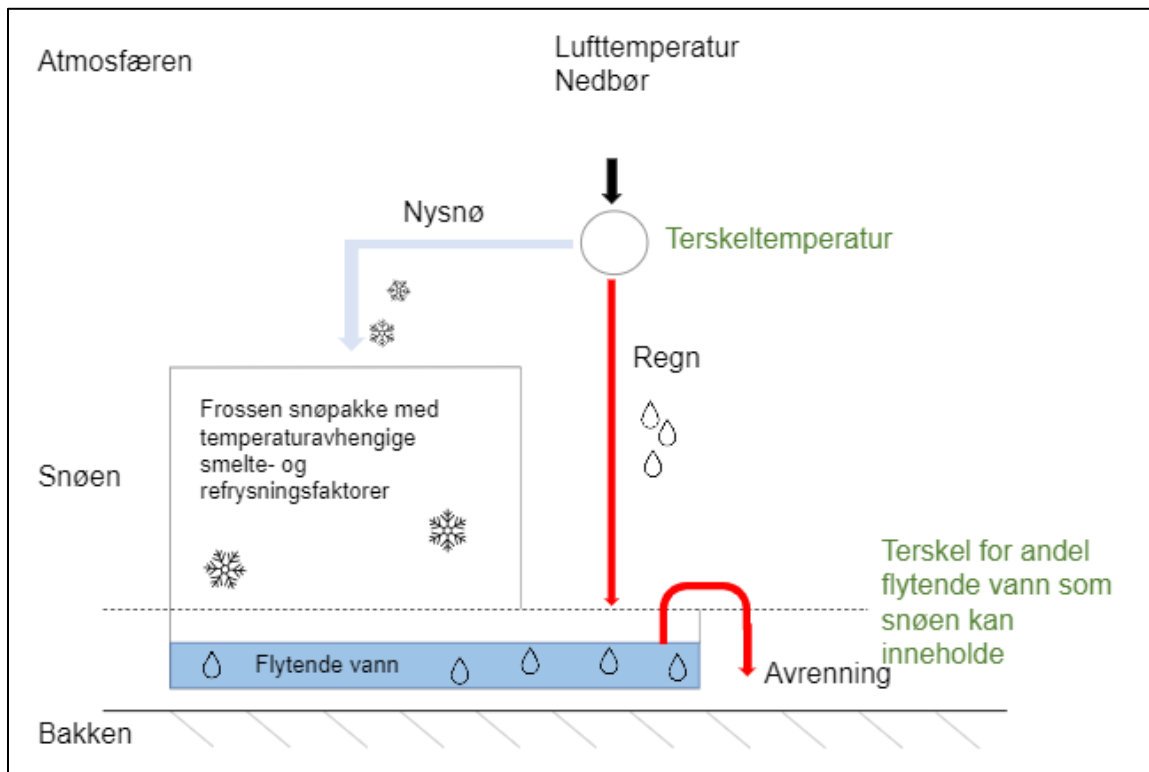 Atmosfæren
Lufttemperatur
Nedbør
Nysnø
Terskeltemperatur
Regn
Frossen snøpakke med
temperaturavhengige
smelte- og
refrysningsfaktorer
Snøen
Terskel for andel
flytende vann som
snøen kan
inneholde
Flytende vann
Avrenning
Bakken